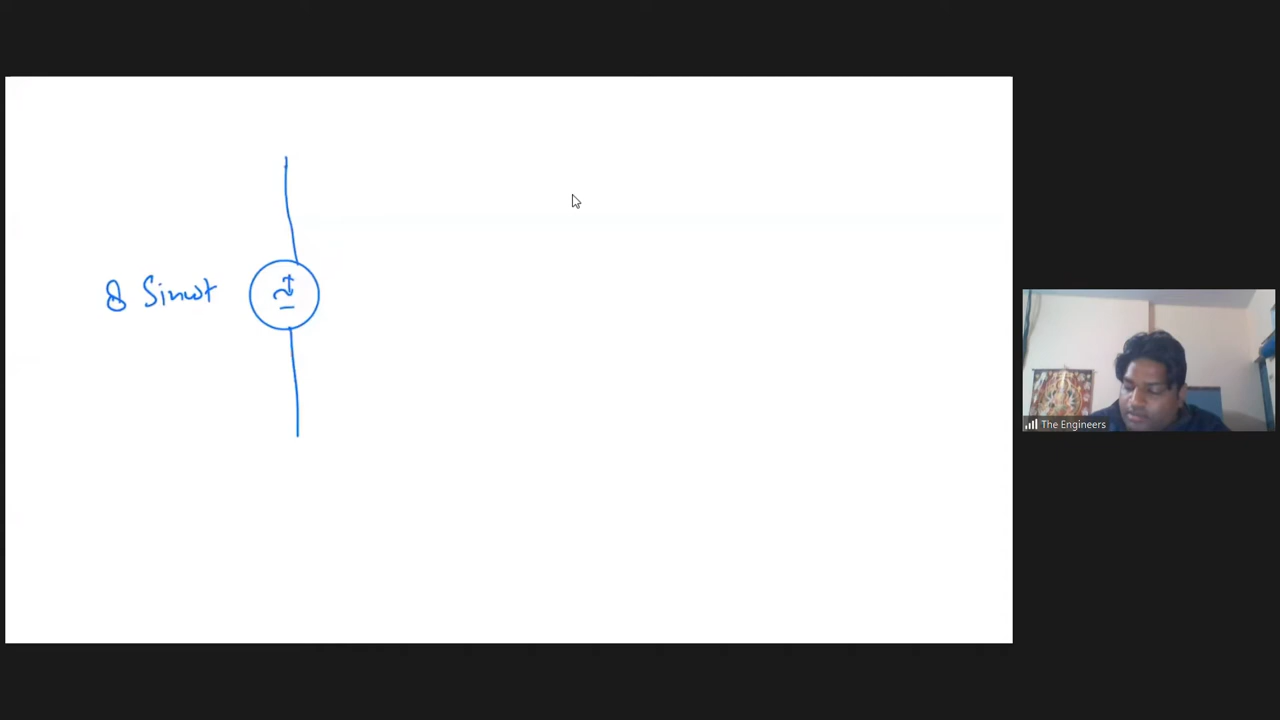 8 Sinωt
+
~
−
The Engineers